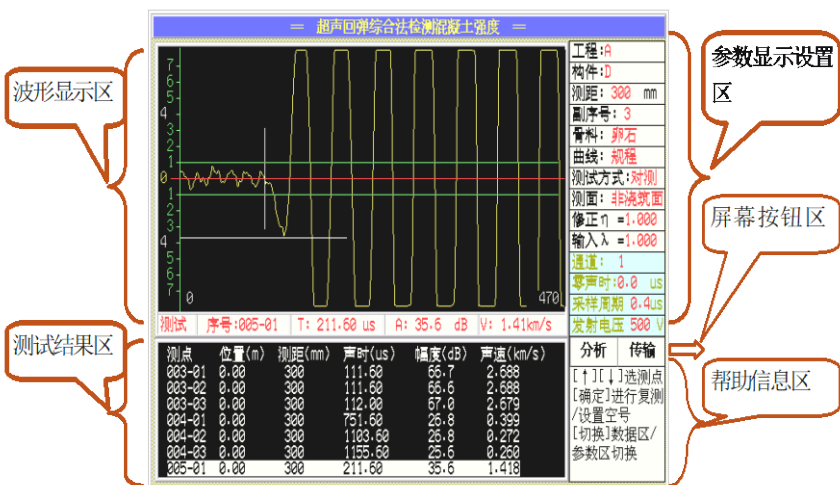 ═ 超声回弹综合法检测混凝土强度 ═
波形显示区
7
6
5
4
3
2
1
0
1
2
3
4
5
6
7
0
470
工程:A
构件:D
测距: 300 mm
副序号: 3
骨料: 卵石
曲线: 规程
测试方式:对测
测面: 非浇筑面
修正η =1.000
输入λ =1.000
通道: 1
零声时:0.0 us
采样周期 0.4us
发射电压 500 V
参数显示设置
区
屏幕按钮区
测试 序号:005-01 T: 211.60 us A: 35.6 dB V: 1.41km/s
测试结果区
测点 位置(m) 测距(mm) 声时(us) 幅度(dB) 声速(km/s)
003-01 0.00 300 111.60 66.7 2.688
003-02 0.00 300 111.60 66.6 2.688
003-03 0.00 300 112.00 67.0 2.679
004-01 0.00 300 751.60 26.8 0.399
004-02 0.00 300 1103.60 26.8 0.272
004-03 0.00 300 1155.60 25.6 0.260
005-01 0.00 300 211.60 35.6 1.418
分析 传输
[↑][↓]选测点
[确定]进行复测
/设置空号
[切换]数据区/
参数区切换
帮助信息区